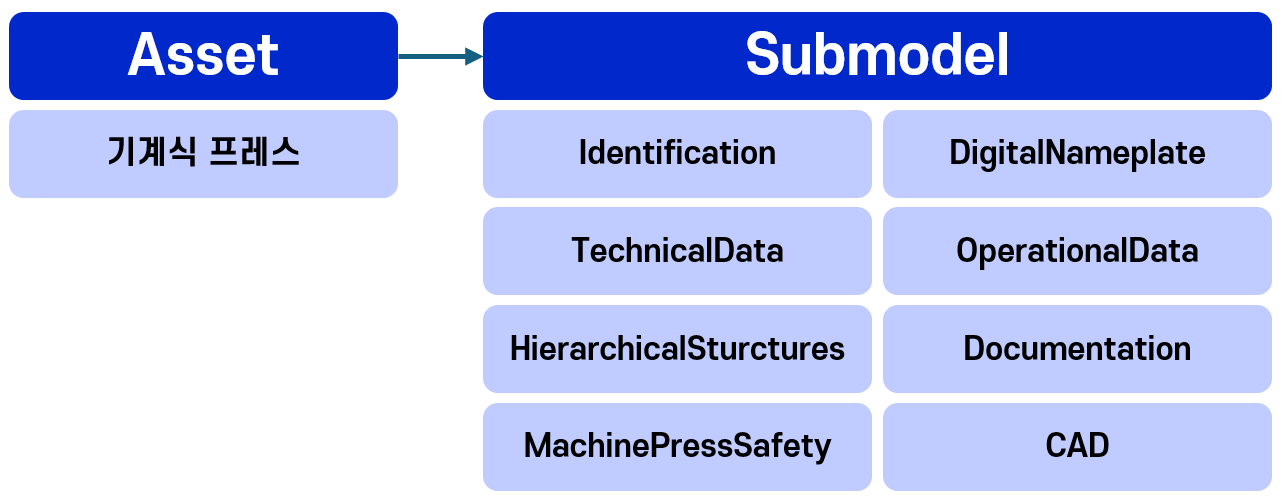 Asset
Submodel
기계식 프레스
Identification
DigitalNameplate
TechnicalData
OperationalData
HierarchicalSturctures
Documentation
MachinePressSafety
CAD